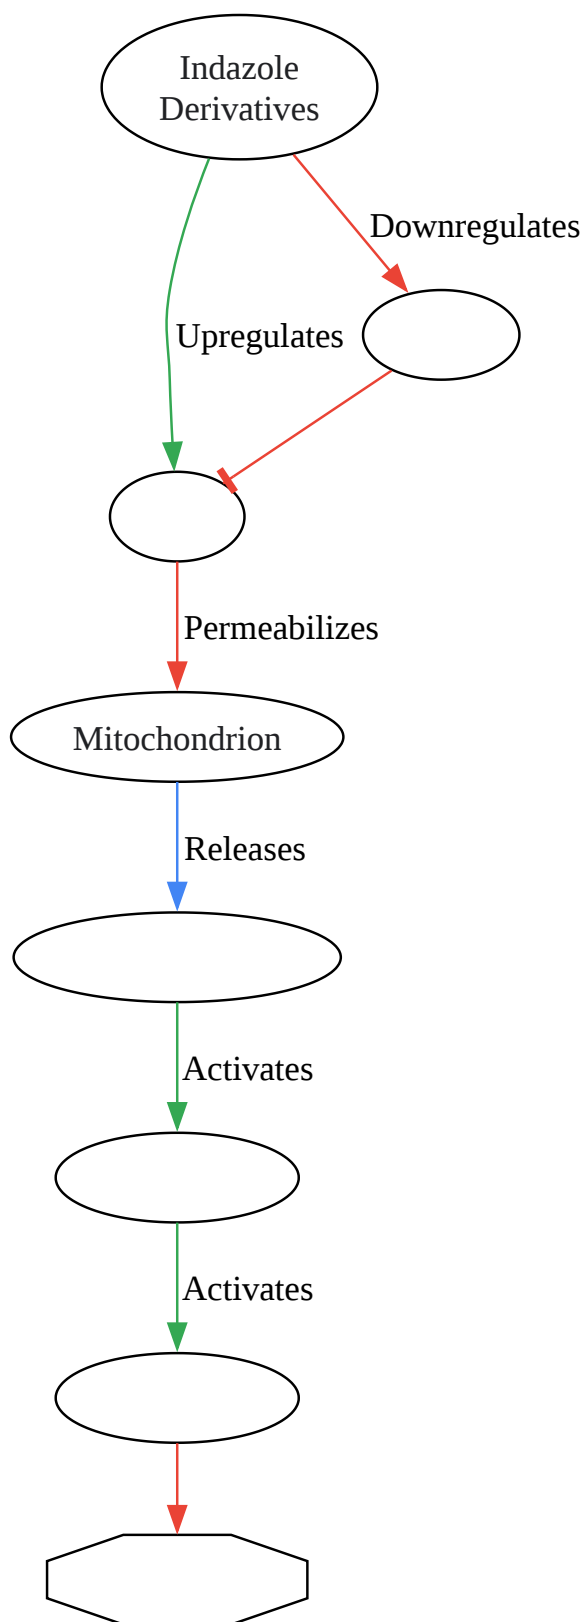 Indazole
Derivatives
Downregulates
Upregulates
Permeabilizes
Mitochondrion
Releases
Activates
Activates